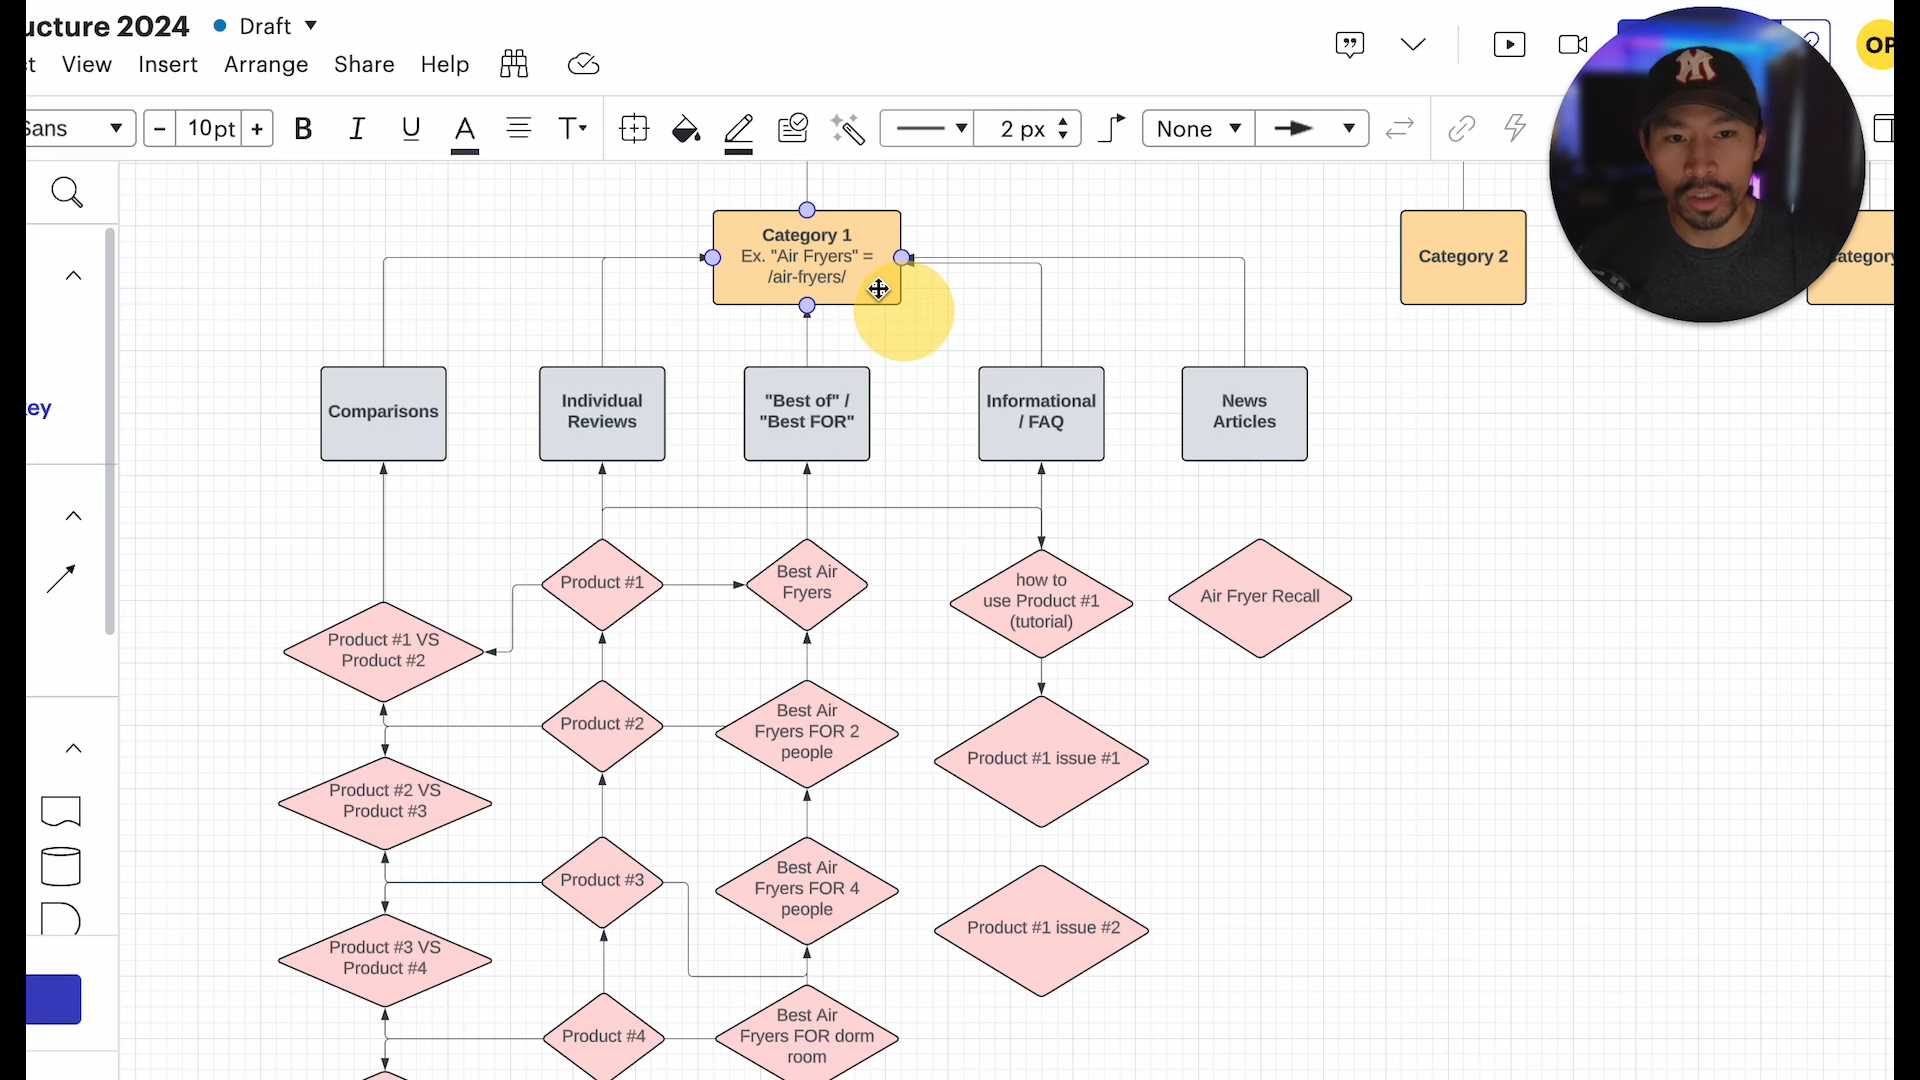 ucture 2024
Draft
t View Insert Arrange Share Help
OP
Sans
10pt
B I U A T
2 px
None
Category 1
Ex. "Air Fryers" =
/air-fryers/
Category 2
ategory
ey
Comparisons
Individual
Reviews
"Best of" /
"Best FOR"
Informational
/ FAQ
News
Articles
Product #1
Best Air
Fryers
how to
use Product #1
(tutorial)
Air Fryer Recall
Product #1 VS
Product #2
Product #2
Best Air
Fryers FOR 2
people
Product #1 issue #1
Product #2 VS
Product #3
Product #3
Best Air
Fryers FOR 4
people
Product #1 issue #2
Product #3 VS
Product #4
Product #4
Best Air
Fryers FOR dorm
room